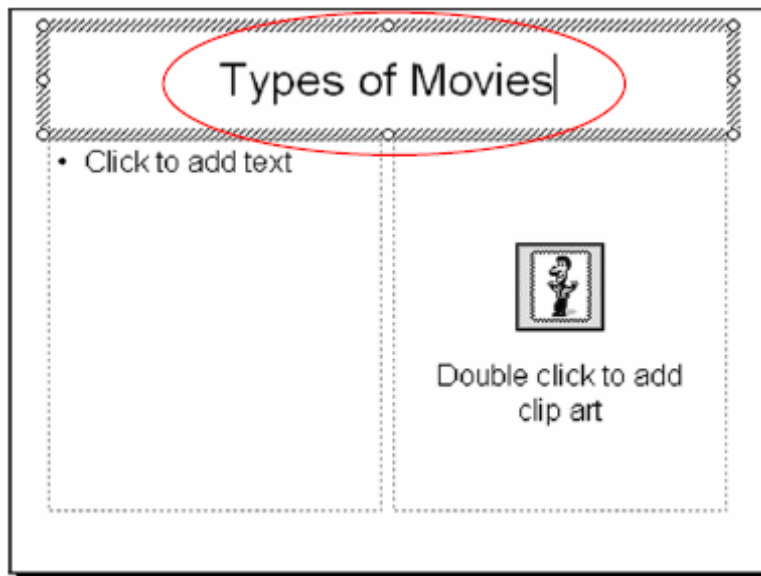 Types of Movies
• Click to add text
Double click to add
clip art